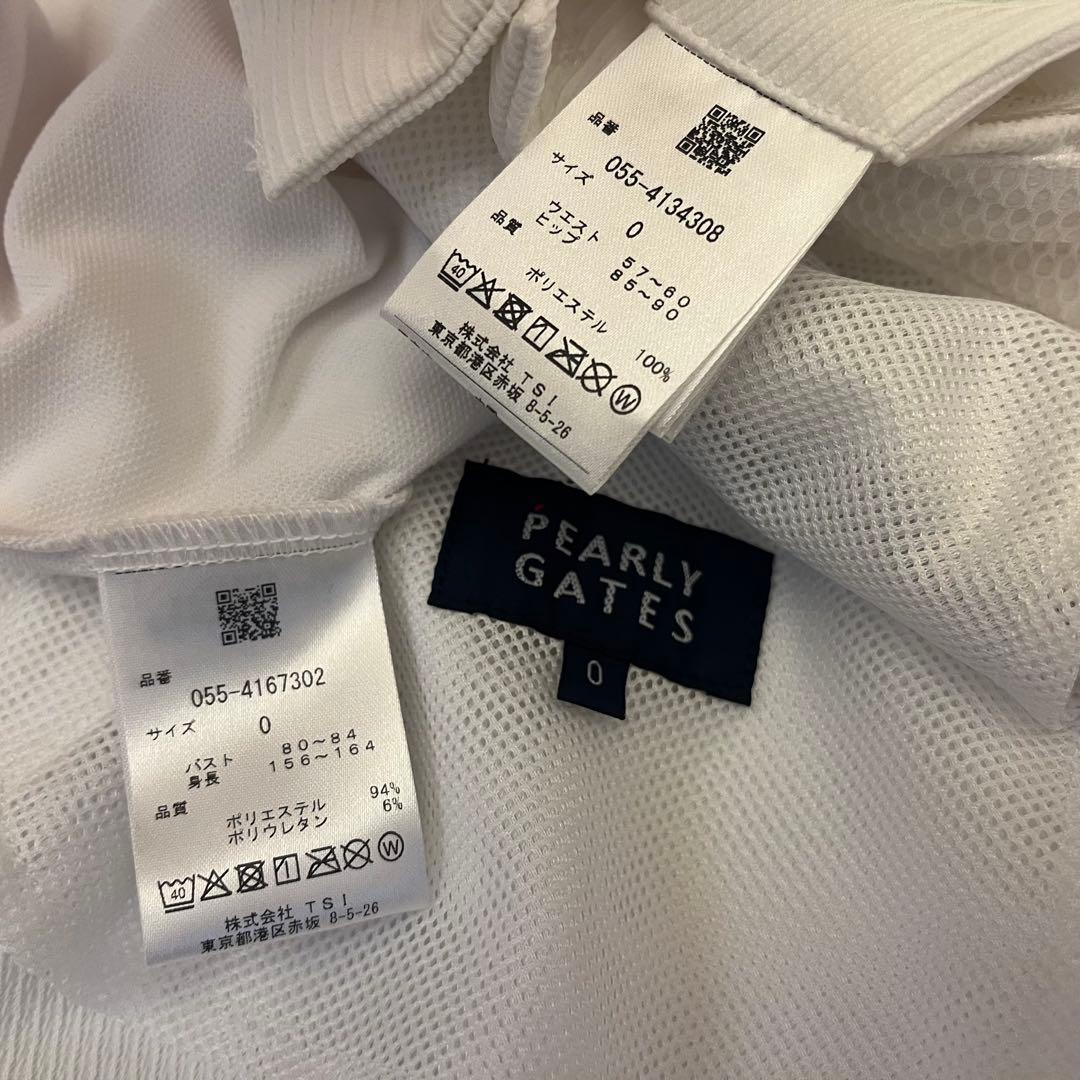 品番
055-4134308
サイズ
0
ウエスト 57~60
ヒップ 85~90
品質
ポリエステル 100%
40
W
株式会社 TSI
東京都港区赤坂 8-5-26
PEARLY
GATES
0
品番
055-4167302
サイズ
0
バスト 80~84
身長 156~164
品質
ポリエステル 94%
ポリウレタン 6%
40
W
株式会社 TSI
東京都港区赤坂 8-5-26